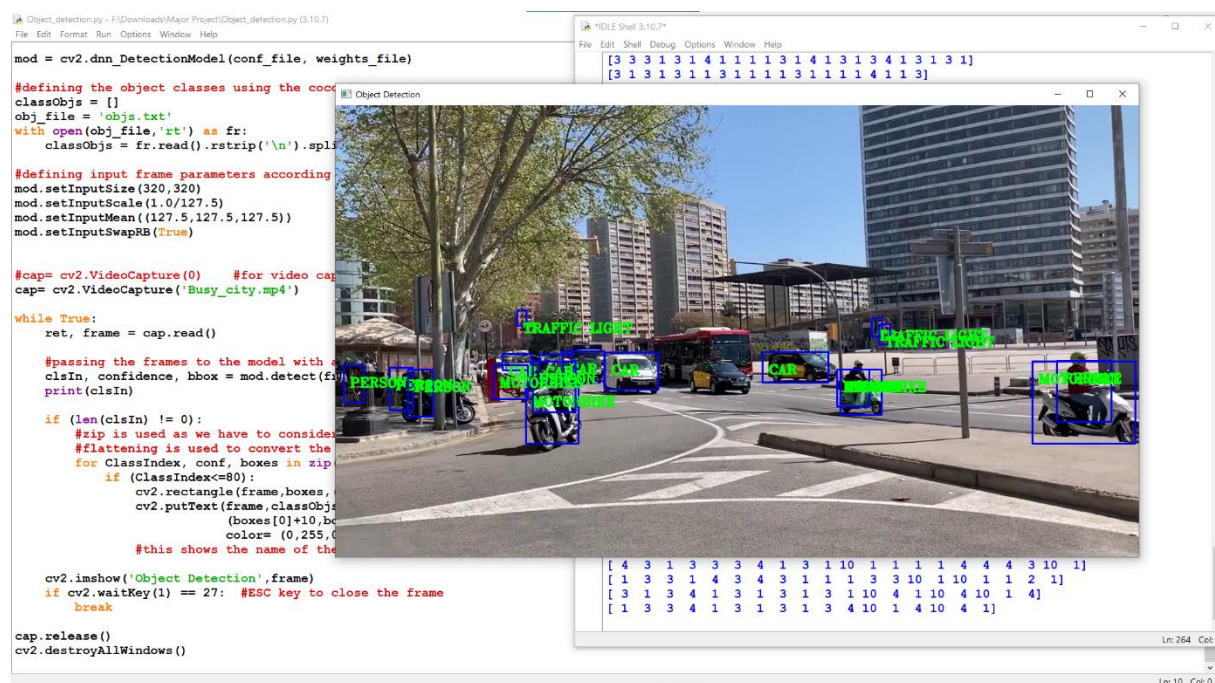 Object_detection.py - F:\Downloads\Major Project\Object_detection.py (3.10.7)
File Edit Format Run Options Window Help
mod = cv2.dnn_DetectionModel(conf_file, weights_file)
#defining the object classes using the coco
classObjs = []
obj_file = 'objs.txt'
with open(obj_file,'rt') as fr:
classObjs = fr.read().rstrip('\n').spli
#defining input frame parameters according
mod.setInputSize(320,320)
mod.setInputScale(1.0/127.5)
mod.setInputMean((127.5,127.5,127.5))
mod.setInputSwapRB(True)
#cap= cv2.VideoCapture(0) #for video cap
cap= cv2.VideoCapture('Busy_city.mp4')
while True:
ret, frame = cap.read()
#passing the frames to the model with a
clsIn, confidence, bbox = mod.detect(fr
print(clsIn)
if (len(clsIn) != 0):
#zip is used as we have to consider
#flattening is used to convert the
for ClassIndex, conf, boxes in zip(
if (ClassIndex<=80):
cv2.rectangle(frame,boxes,
cv2.putText(frame,classObjs
(boxes[0]+10,bo
color= (0,255,0
#this shows the name of the
cv2.imshow('Object Detection',frame)
if cv2.waitKey(1) == 27: #ESC key to close the frame
break
cap.release()
cv2.destroyAllWindows()
Ln: 10 Col: 0
*IDLE Shell 3.10.7*
File Edit Shell Debug Options Window Help
[3 3 3 1 3 1 4 1 1 1 1 3 1 4 1 3 1 3 4 1 3 1 3 1]
[3 1 3 1 3 1 1 3 1 1 1 1 3 1 1 1 1 4 1 1 3]
Object Detection
TRAFFIC LIGHT
TRAFFIC LIGHT
TRAFFIC LIGHT
PERSON
PERSON
CAR
CAR
CAR
CAR
MOTORBIKE
MOTORBIKE
MOTORBIKE
MOTORBIKE
[ 4 3 1 3 3 3 4 1 3 1 10 1 1 1 1 4 4 4 3 10 1]
[ 1 3 3 1 4 3 4 3 1 1 1 3 3 10 1 10 1 1 2 1]
[ 3 1 3 4 1 3 1 3 1 3 1 10 4 1 10 4 10 1 4]
[ 1 3 3 4 1 3 1 3 1 3 4 10 1 4 10 4 1]
Ln: 264 Col: